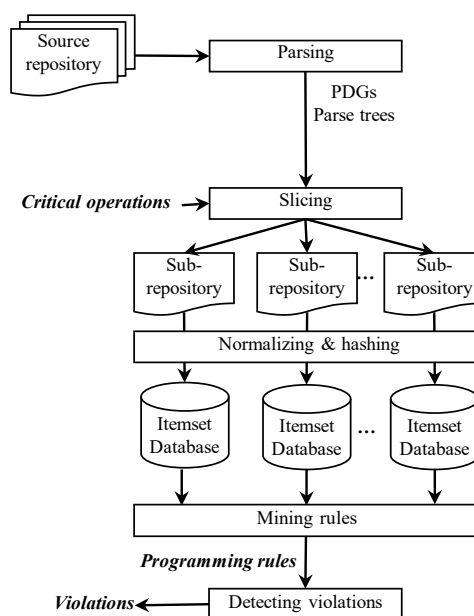 Source
repository
Parsing
PDGs
Parse trees
Critical operations
Slicing
Sub-
repository
Sub-
repository
...
Sub-
repository
Normalizing & hashing
Itemset
Database
Itemset
Database
...
Itemset
Database
Mining rules
Programming rules
Violations
Detecting violations